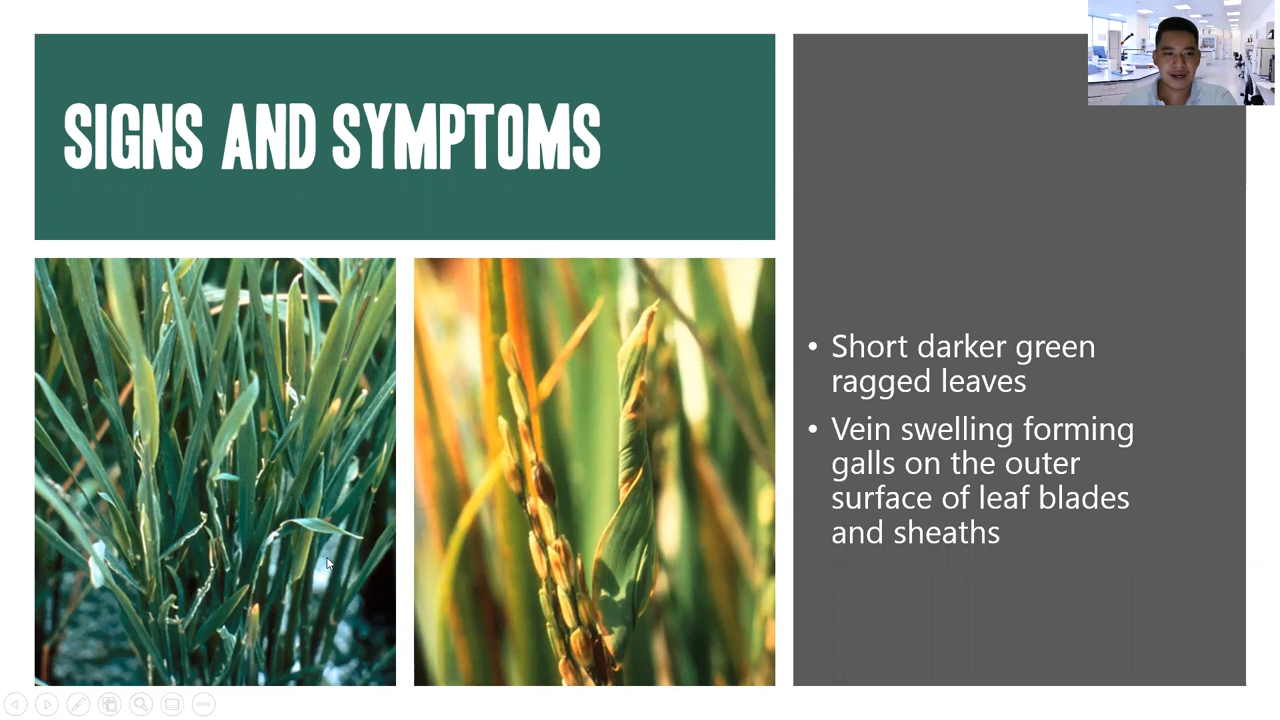 SIGNS AND SYMPTOMS
• Short darker green
ragged leaves
• Vein swelling forming
galls on the outer
surface of leaf blades
and sheaths